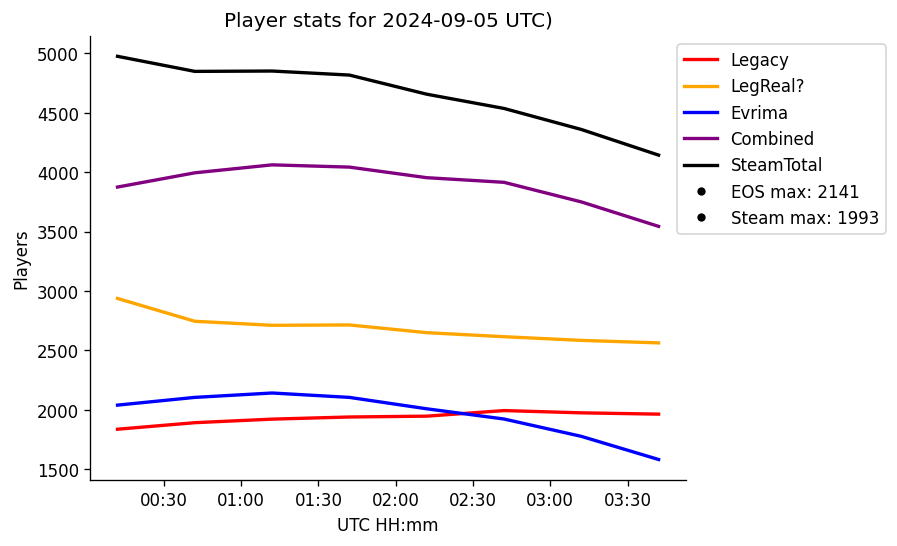 Player stats for 2024-09-05 UTC)
5000
4500
4000
3500
3000
2500
2000
1500
Players
00:30 01:00 01:30 02:00 02:30 03:00 03:30
UTC HH:mm
Legacy
LegReal?
Evrima
Combined
SteamTotal
EOS max: 2141
Steam max: 1993